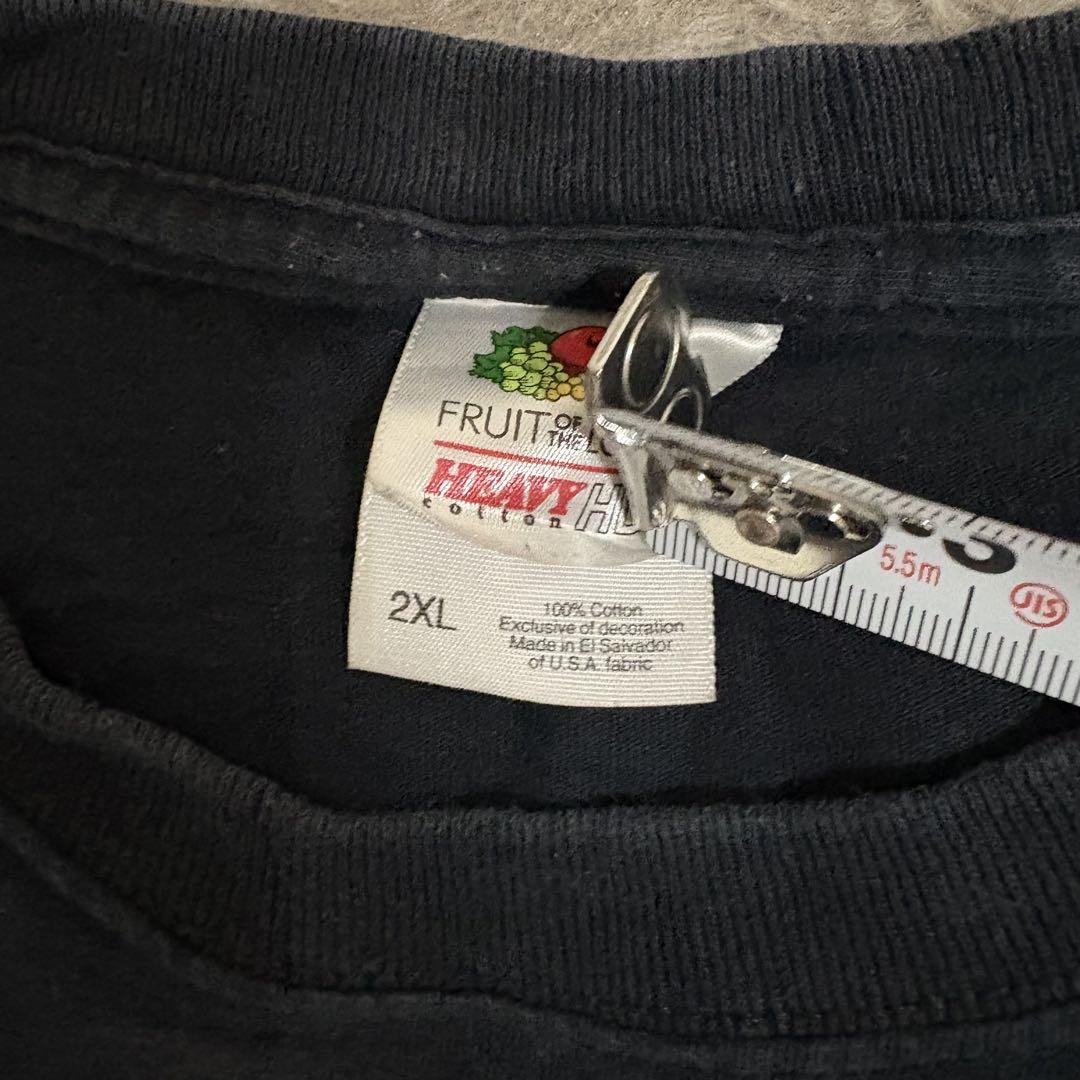 FRUIT OF THE
HEAVY
cotton
2XL
100% Cotton
Exclusive of decoration
Made in El Salvador
of U.S.A. fabric
5.5m
JIS